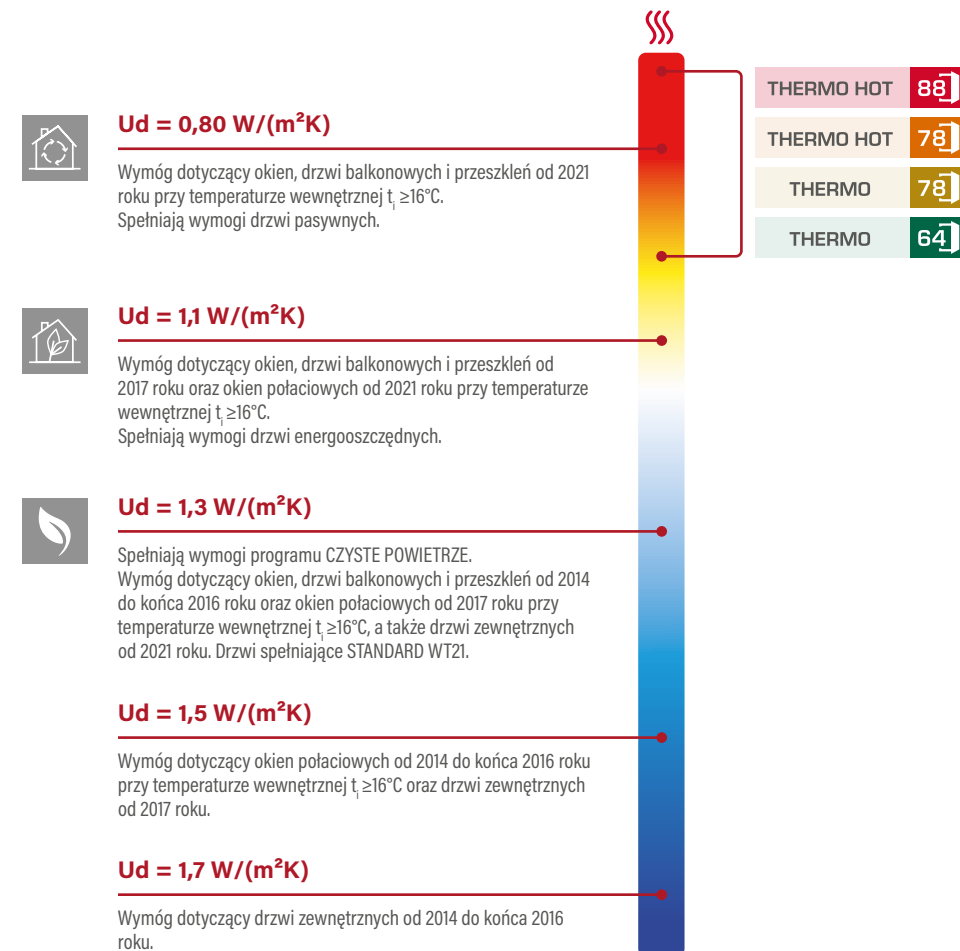 Ud = 0,80 W/(m²K)
Wymóg dotyczący okien, drzwi balkonowych i przeszkleń od 2021
roku przy temperaturze wewnętrznej tᵢ ≥16°C.
Spełniają wymogi drzwi pasywnych.
THERMO HOT 88
THERMO HOT 78
THERMO 78
THERMO 64
Ud = 1,1 W/(m²K)
Wymóg dotyczący okien, drzwi balkonowych i przeszkleń od
2017 roku oraz okien połaciowych od 2021 roku przy temperaturze
wewnętrznej tᵢ ≥16°C.
Spełniają wymogi drzwi energooszczędnych.
Ud = 1,3 W/(m²K)
Spełniają wymogi programu CZYSTE POWIETRZE.
Wymóg dotyczący okien, drzwi balkonowych i przeszkleń od 2014
do końca 2016 roku oraz okien połaciowych od 2017 roku przy
temperaturze wewnętrznej tᵢ ≥16°C, a także drzwi zewnętrznych
od 2021 roku. Drzwi spełniające STANDARD WT21.
Ud = 1,5 W/(m²K)
Wymóg dotyczący okien połaciowych od 2014 do końca 2016 roku
przy temperaturze wewnętrznej tᵢ ≥16°C oraz drzwi zewnętrznych
od 2017 roku.
Ud = 1,7 W/(m²K)
Wymóg dotyczący drzwi zewnętrznych od 2014 do końca 2016
roku.